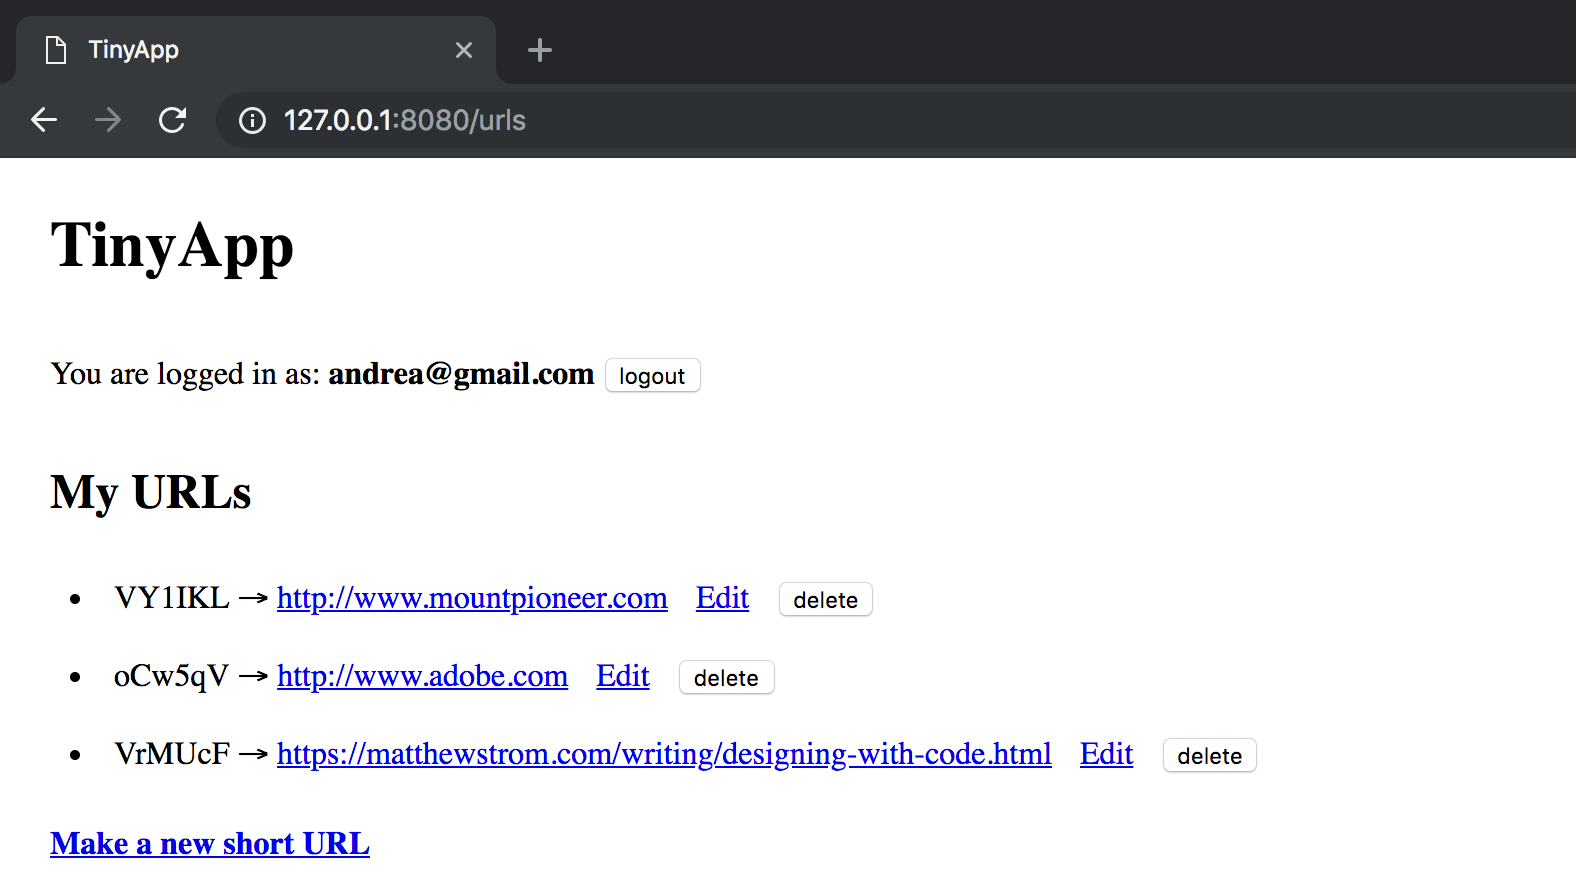 TinyApp
127.0.0.1:8080/urls
TinyApp
You are logged in as: andrea@gmail.com logout
My URLs
• VY1IKL → http://www.mountpioneer.com Edit delete
• oCw5qV → http://www.adobe.com Edit delete
• VrMUcF → https://matthewstrom.com/writing/designing-with-code.html Edit delete
Make a new short URL